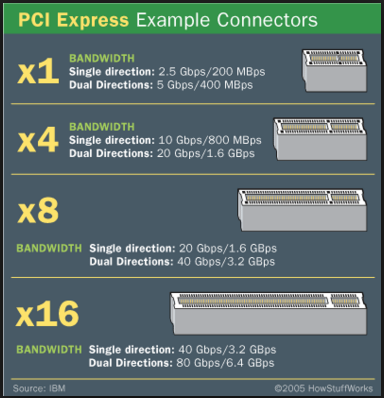 PCI Express Example Connectors
x1
BANDWIDTH
Single direction: 2.5 Gbps/200 MBps
Dual Directions: 5 Gbps/400 MBps
x4
BANDWIDTH
Single direction: 10 Gbps/800 MBps
Dual Directions: 20 Gbps/1.6 GBps
x8
BANDWIDTH Single direction: 20 Gbps/1.6 GBps
Dual Directions: 40 Gbps/3.2 GBps
x16
BANDWIDTH Single direction: 40 Gbps/3.2 GBps
Dual Directions: 80 Gbps/6.4 GBps
Source: IBM ©2005 HowStuffWorks